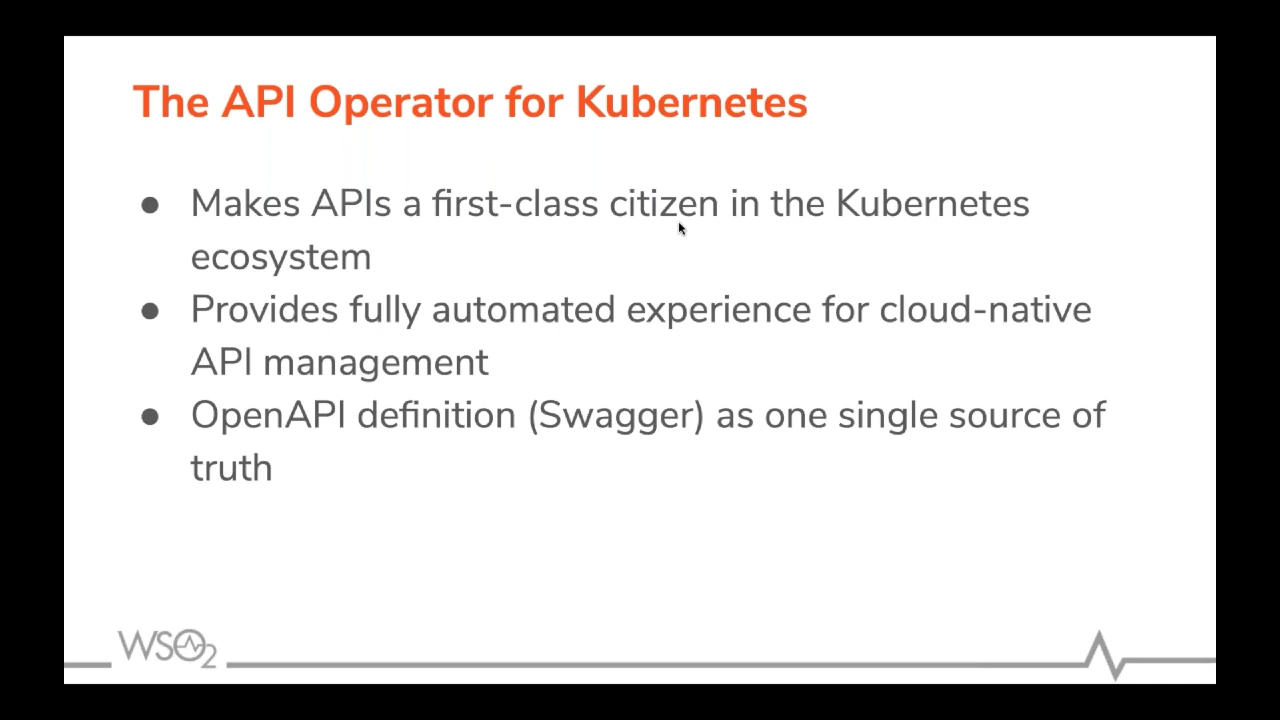 The API Operator for Kubernetes
● Makes APIs a first-class citizen in the Kubernetes
ecosystem
● Provides fully automated experience for cloud-native
API management
● OpenAPI definition (Swagger) as one single source of
truth
WSO2